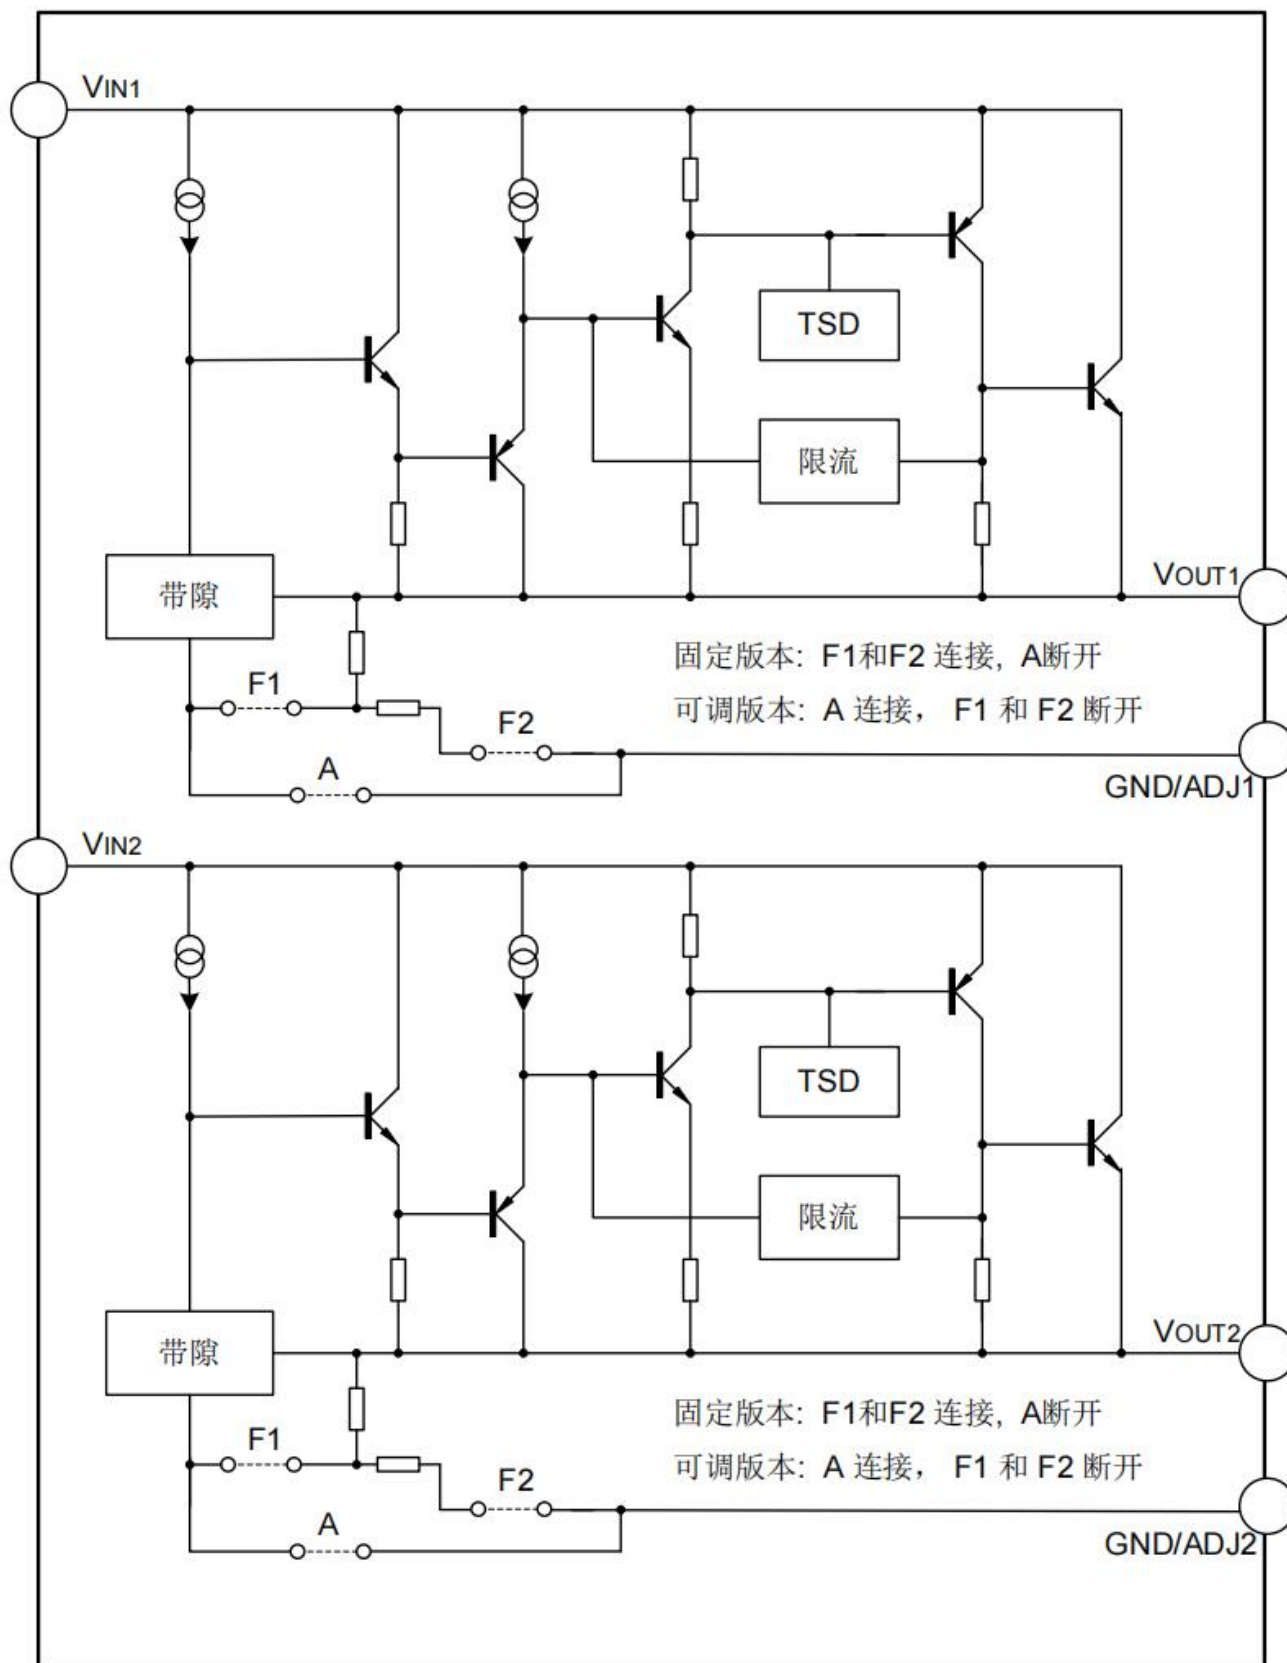 VIN1
TSD
限流
带隙
VOUT1
固定版本: F1和F2 连接, A断开
F1
可调版本: A 连接, F1 和 F2 断开
F2
A
GND/ADJ1
VIN2
TSD
限流
带隙
VOUT2
固定版本: F1和F2 连接, A断开
F1
可调版本: A 连接, F1 和 F2 断开
F2
A
GND/ADJ2